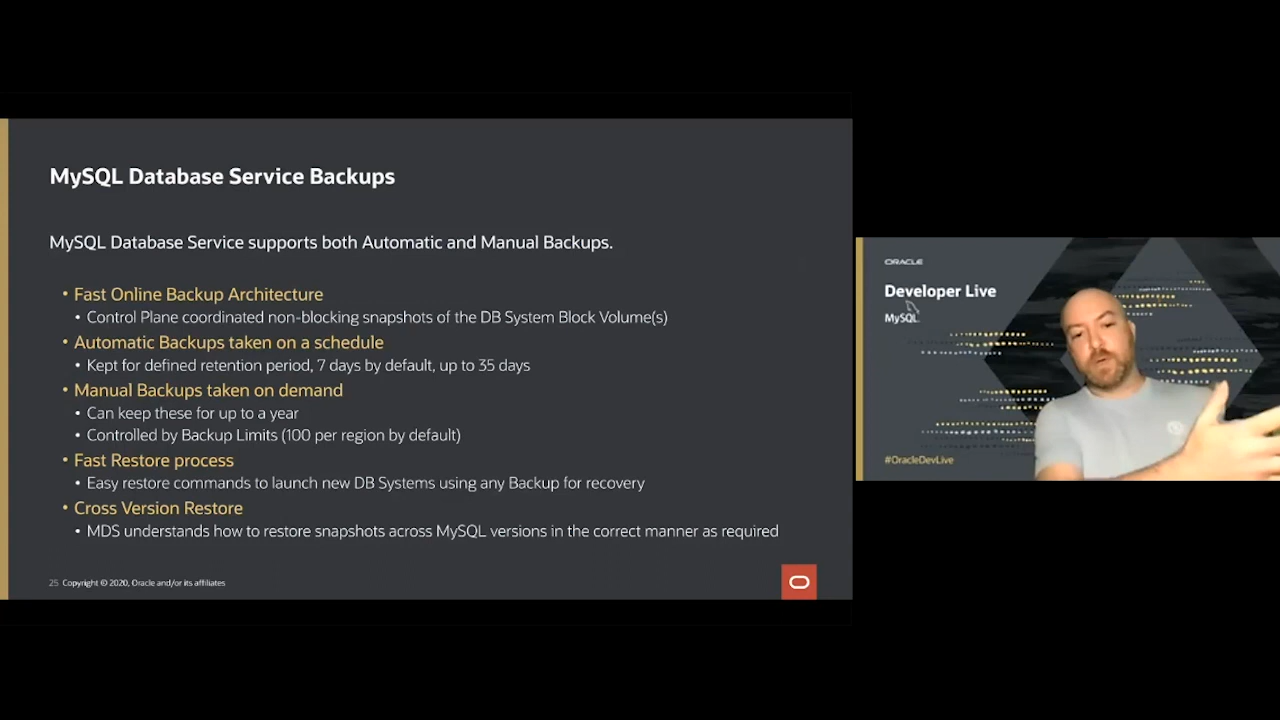 MySQL Database Service Backups
MySQL Database Service supports both Automatic and Manual Backups.
• Fast Online Backup Architecture
• Control Plane coordinated non-blocking snapshots of the DB System Block Volume(s)
• Automatic Backups taken on a schedule
• Kept for defined retention period, 7 days by default, up to 35 days
• Manual Backups taken on demand
• Can keep these for up to a year
• Controlled by Backup Limits (100 per region by default)
• Fast Restore process
• Easy restore commands to launch new DB Systems using any Backup for recovery
• Cross Version Restore
• MDS understands how to restore snapshots across MySQL versions in the correct manner as required
25 Copyright © 2020, Oracle and/or its affiliates
ORACLE
Developer Live
MySQL
#OracleDevLive